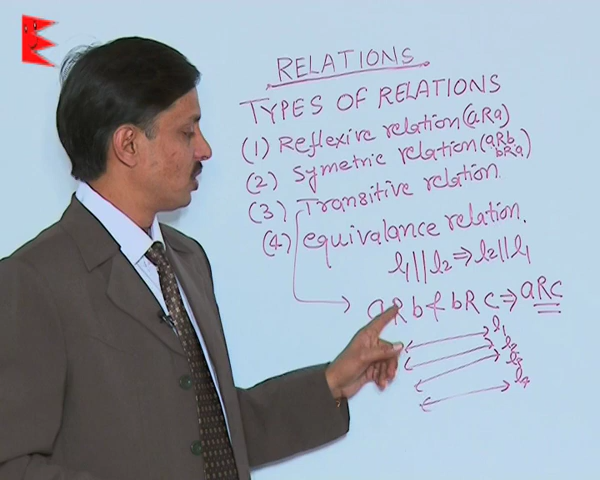 RELATIONS
TYPES OF RELATIONS
(1) Reflexive relation (aRa)
(2) Symetric relation (aRb
bRa)
(3) Transitive relation
(4) equivalance relation.
l₁ || l₂ ⇒ l₂ || l₁
aRb & bRc ⇒ aRc
l₁
l₂
l₃
l₄